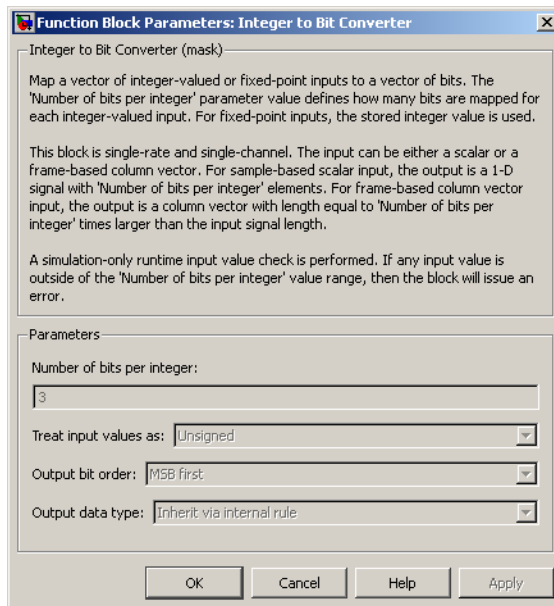 Function Block Parameters: Integer to Bit Converter
Integer to Bit Converter (mask)
Map a vector of integer-valued or fixed-point inputs to a vector of bits. The
'Number of bits per integer' parameter value defines how many bits are mapped for
each integer-valued input. For fixed-point inputs, the stored integer value is used.
This block is single-rate and single-channel. The input can be either a scalar or a
frame-based column vector. For sample-based scalar input, the output is a 1-D
signal with 'Number of bits per integer' elements. For frame-based column vector
input, the output is a column vector with length equal to 'Number of bits per
integer' times larger than the input signal length.
A simulation-only runtime input value check is performed. If any input value is
outside of the 'Number of bits per integer' value range, then the block will issue an
error.
Parameters
Number of bits per integer:
3
Treat input values as: Unsigned
Output bit order: MSB first
Output data type: Inherit via internal rule
OK Cancel Help Apply